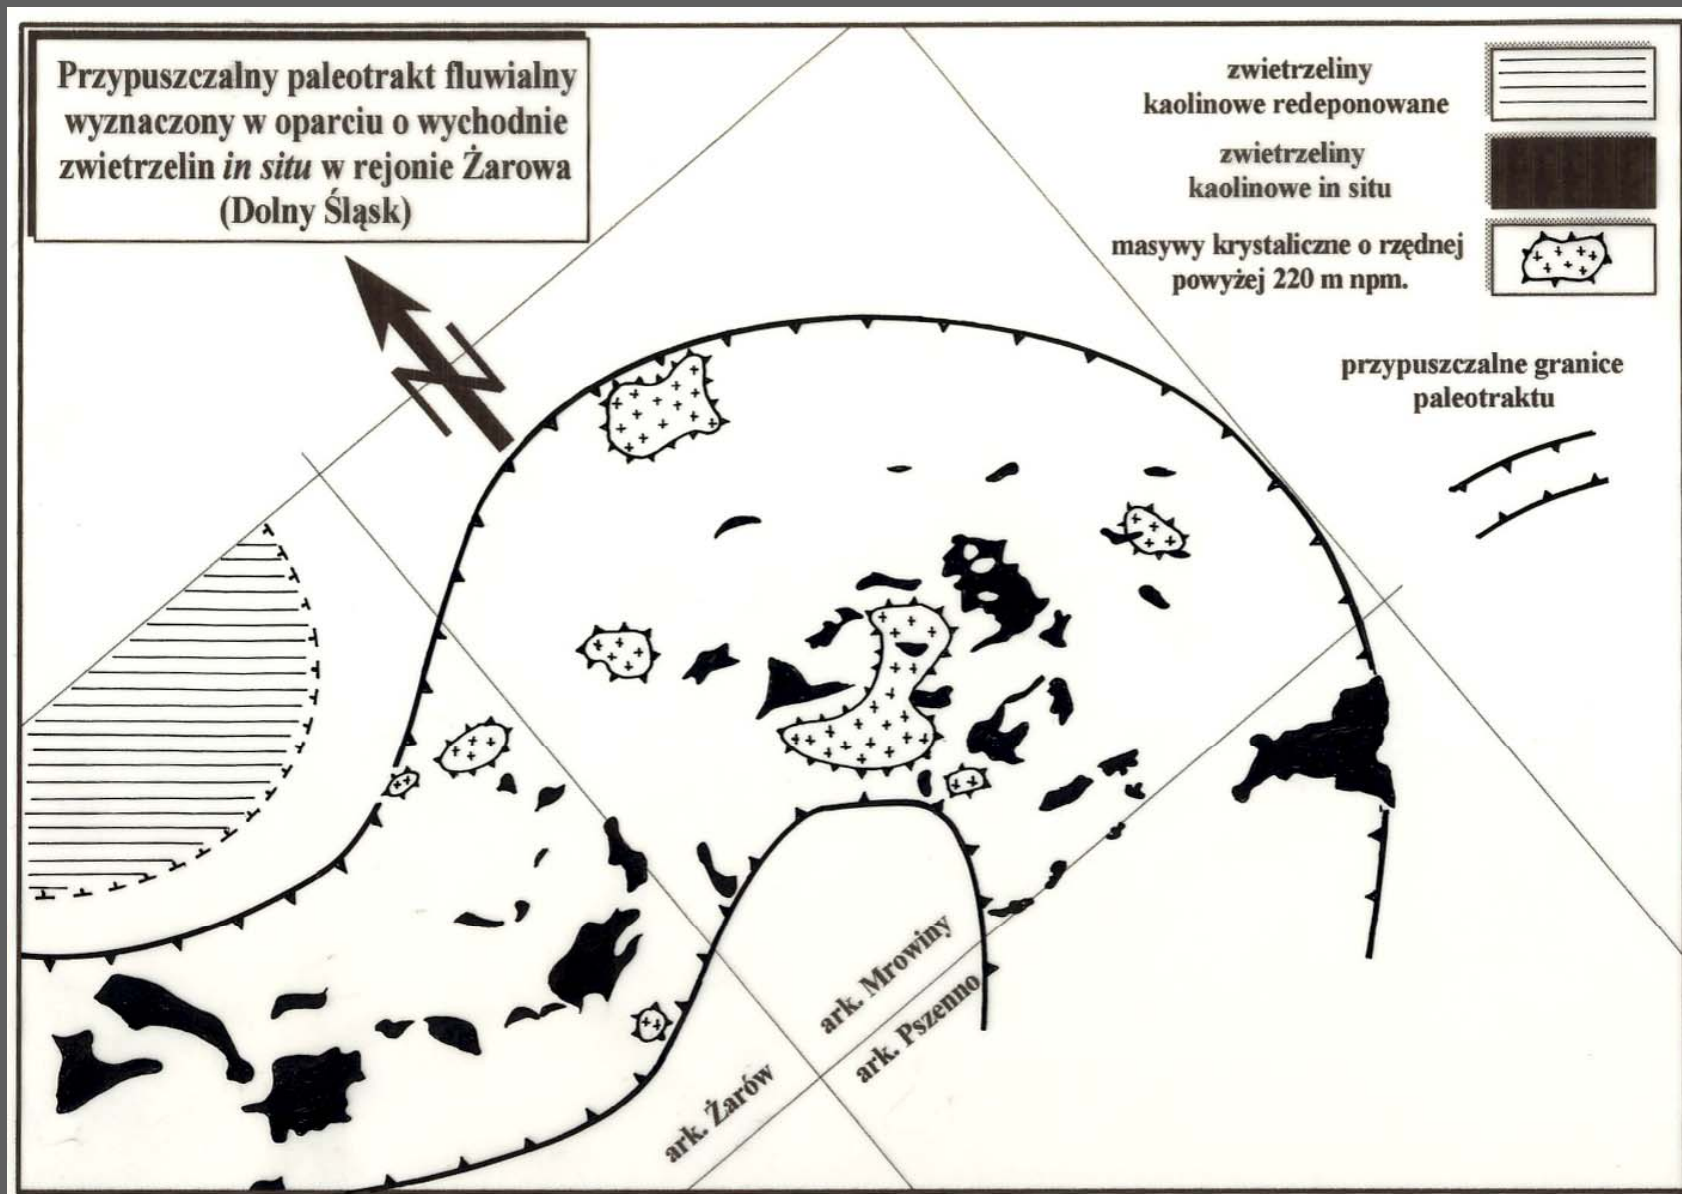 Przypuszczalny paleotrakt fluwialny
wyznaczony w oparciu o wychodnie
zwietrzelin in situ w rejonie Żarowa
(Dolny Śląsk)
zwietrzeliny
kaolinowe redeponowane
zwietrzeliny
kaolinowe in situ
masywy krystaliczne o rzędnej
powyżej 220 m npm.
przypuszczalne granice
paleotraktu
N
ark. Mrowiny
ark. Pszenno
ark. Żarów